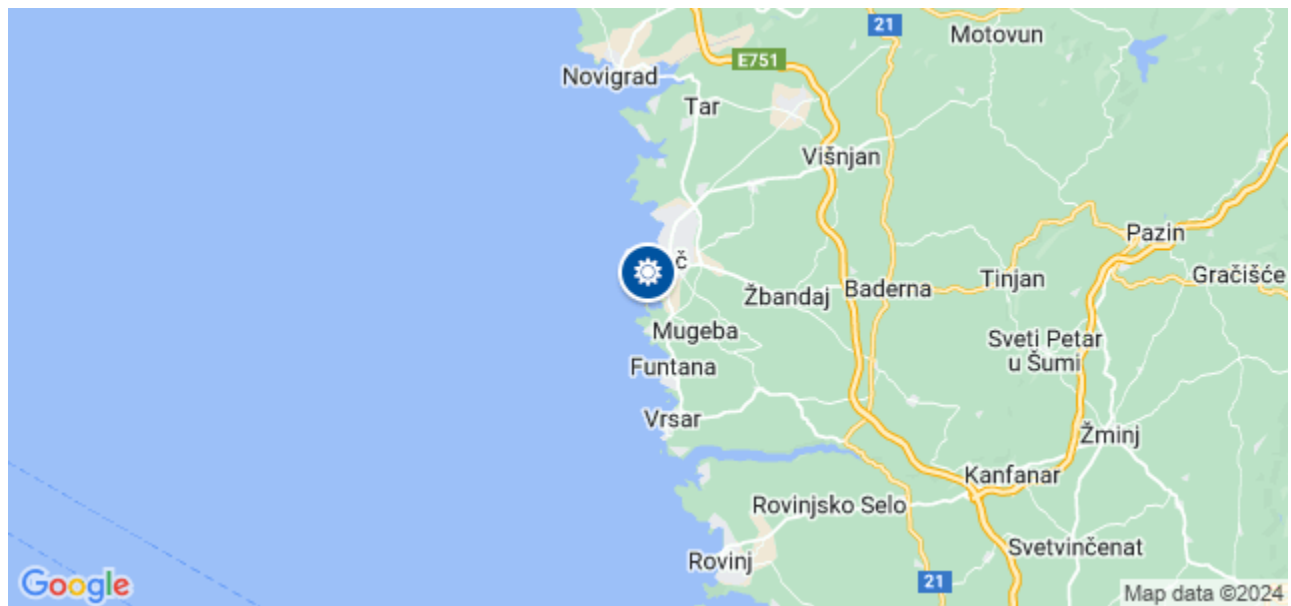 21
Motovun
E751
Novigrad
Tar
Višnjan
Pazin
č
Gračišće
Tinjan
Baderna
Žbandaj
Mugeba
Sveti Petar
u Šumi
Funtana
Vrsar
Žminj
Kanfanar
Rovinjsko Selo
Svetvinčenat
Rovinj
21
Google
Map data ©2024